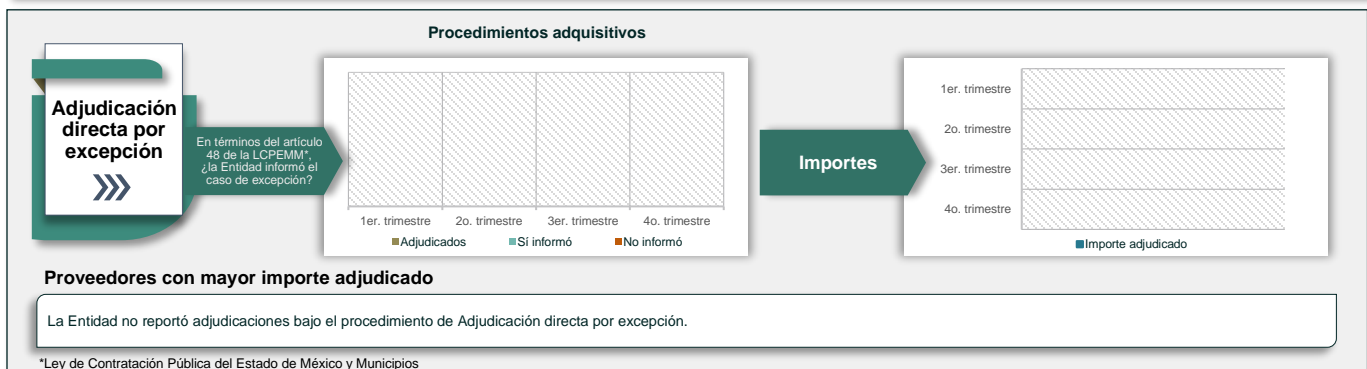 Procedimientos adquisitivos
Adjudicación
directa por
excepción
En términos del artículo
48 de la LCPEMM*,
¿la Entidad informó el
caso de excepción?
1er. trimestre 2o. trimestre 3er. trimestre 4o. trimestre
Adjudicados Sí informó No informó
Importes
1er. trimestre
2o. trimestre
3er. trimestre
4o. trimestre
Importe adjudicado
Proveedores con mayor importe adjudicado
La Entidad no reportó adjudicaciones bajo el procedimiento de Adjudicación directa por excepción.
*Ley de Contratación Pública del Estado de México y Municipios